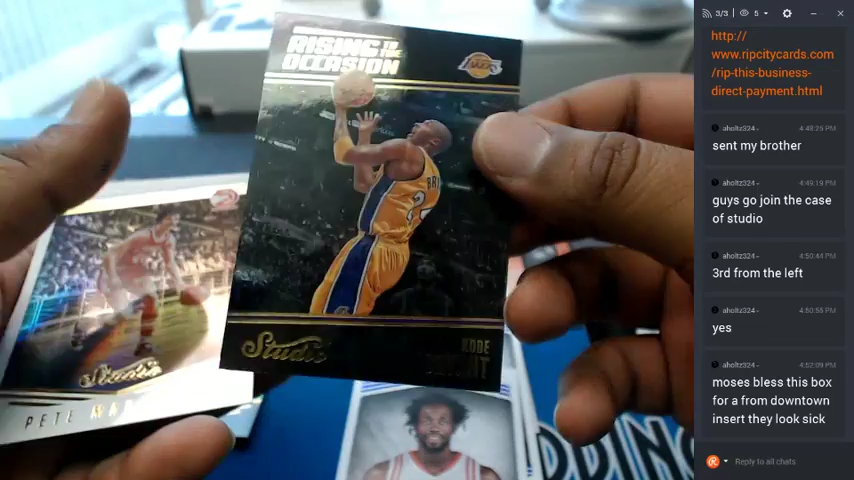 RISING TO THE
OCCASION
LAKERS
Studio
KOBE
Studio
PETE
3/3
5
http://
www.ripcitycards.com
/rip-this-business-
direct-payment.html
aholtz324
4:48:25 PM
sent my brother
aholtz324
4:49:19 PM
guys go join the case
of studio
aholtz324
4:50:44 PM
3rd from the left
aholtz324
4:50:58 PM
yes
aholtz324
4:52:09 PM
moses bless this box
for a from downtown
insert they look sick
Reply to all chats